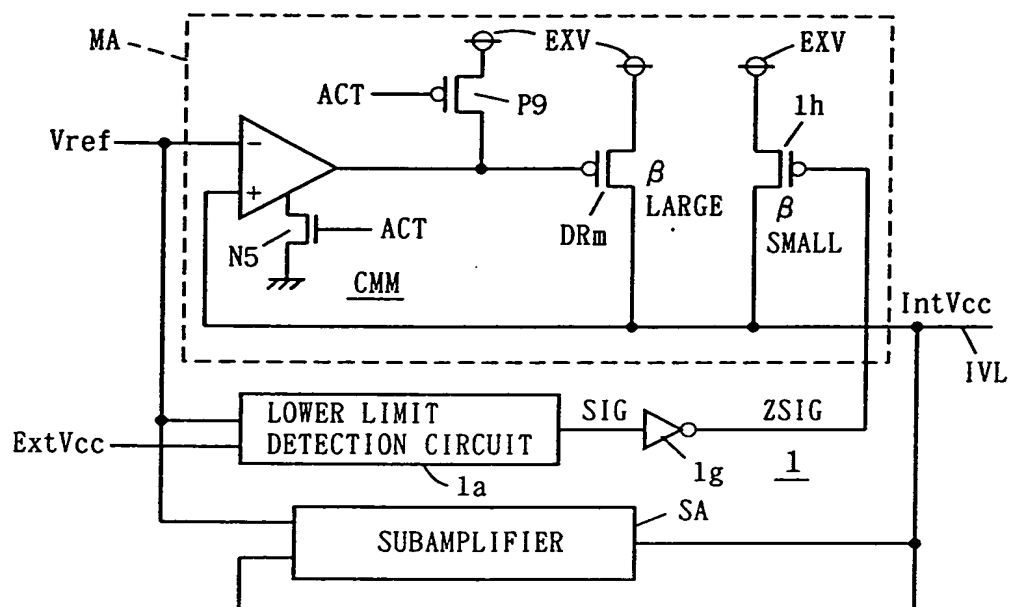 MA
EXV
EXV
ACT
P9
1h
Vref
-
+
β
LARGE
DRm
β
SMALL
N5
ACT
CMM
IntVcc
IVL
LOWER LIMIT
DETECTION CIRCUIT
SIG
ZSIG
ExtVcc
1a
1g
1
SA
SUBAMPLIFIER